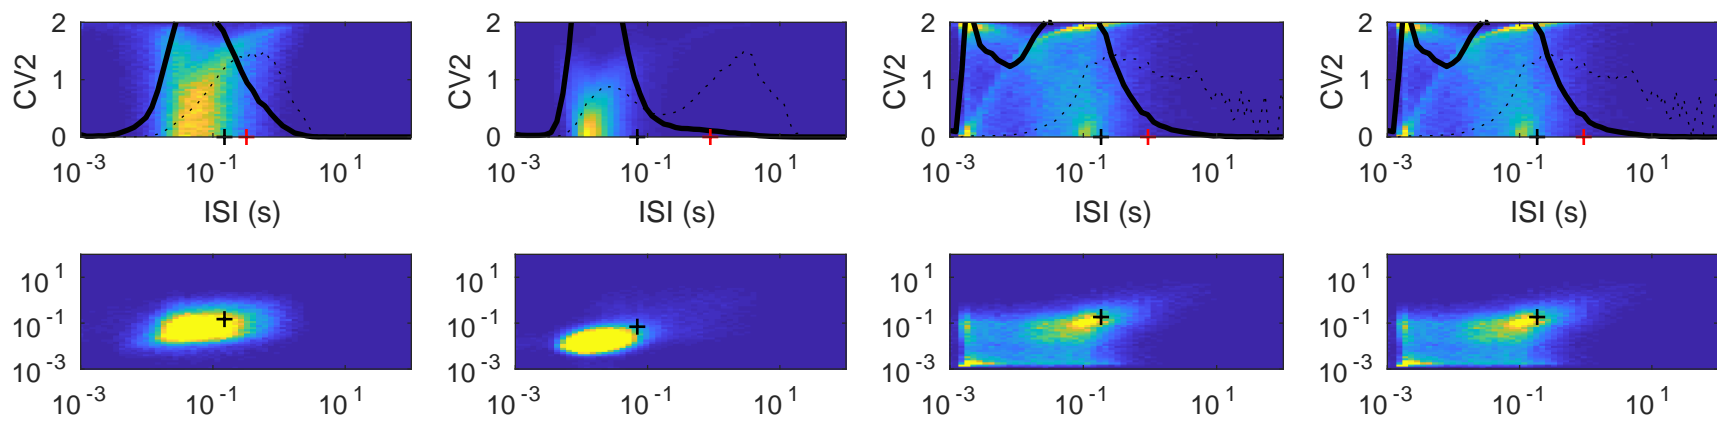 2 2 2 2
CV2 1 CV2 1 CV2 1 CV2 1
0 0 0 0
10^-3 10^-1 10^1 10^-3 10^-1 10^1 10^-3 10^-1 10^1 10^-3 10^-1 10^1
ISI (s) ISI (s) ISI (s) ISI (s)
10^1 10^1 10^1 10^1
10^-1 10^-1 10^-1 10^-1
10^-3 10^-3 10^-3 10^-3
10^-3 10^-1 10^1 10^-3 10^-1 10^1 10^-3 10^-1 10^1 10^-3 10^-1 10^1